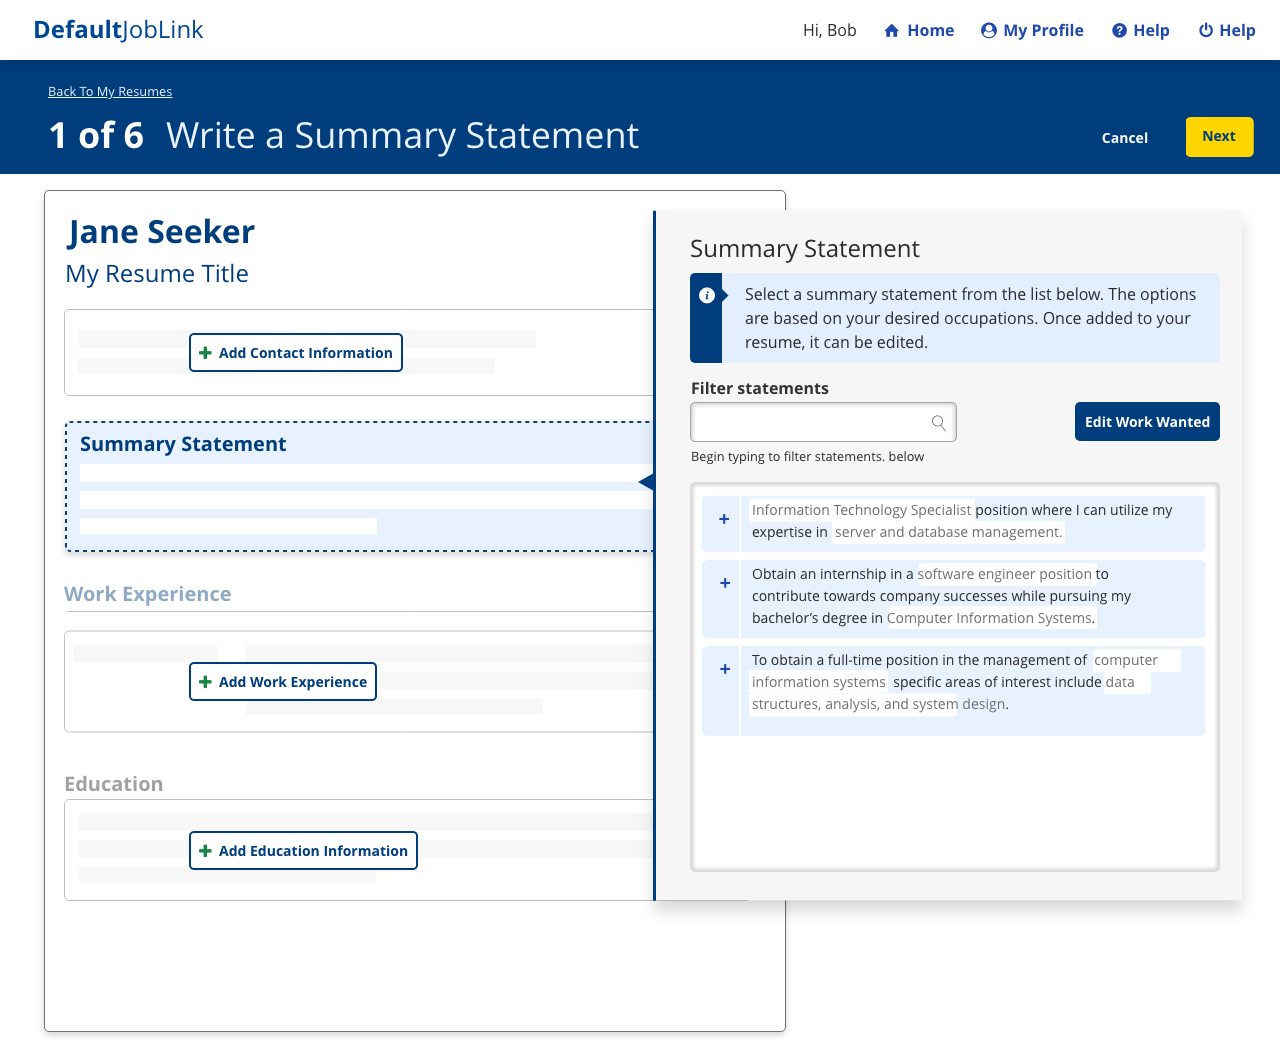 DefaultJobLink
Hi, Bob
Home
My Profile
Help
Help
Back To My Resumes
1 of 6 Write a Summary Statement
Cancel
Next
Jane Seeker
My Resume Title
Add Contact Information
Summary Statement
Work Experience
Add Work Experience
Education
Add Education Information
Summary Statement
Select a summary statement from the list below. The options
are based on your desired occupations. Once added to your
resume, it can be edited.
Filter statements
Edit Work Wanted
Begin typing to filter statements. below
Information Technology Specialist position where I can utilize my
expertise in server and database management.
Obtain an internship in a software engineer position to
contribute towards company successes while pursuing my
bachelor’s degree in Computer Information Systems.
To obtain a full-time position in the management of computer
information systems specific areas of interest include data
structures, analysis, and system design.